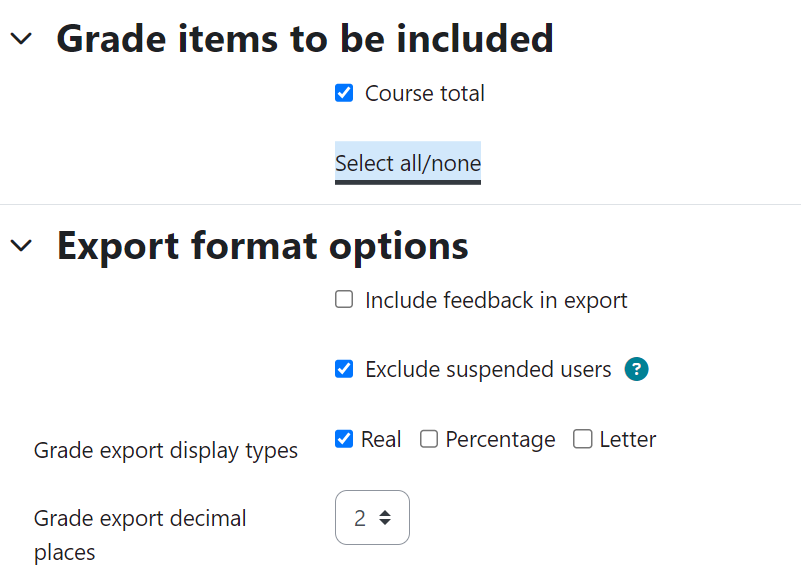 Grade items to be included
Course total
Select all/none
Export format options
Include feedback in export
Exclude suspended users ?
Grade export display types Real Percentage Letter
Grade export decimal 2
places